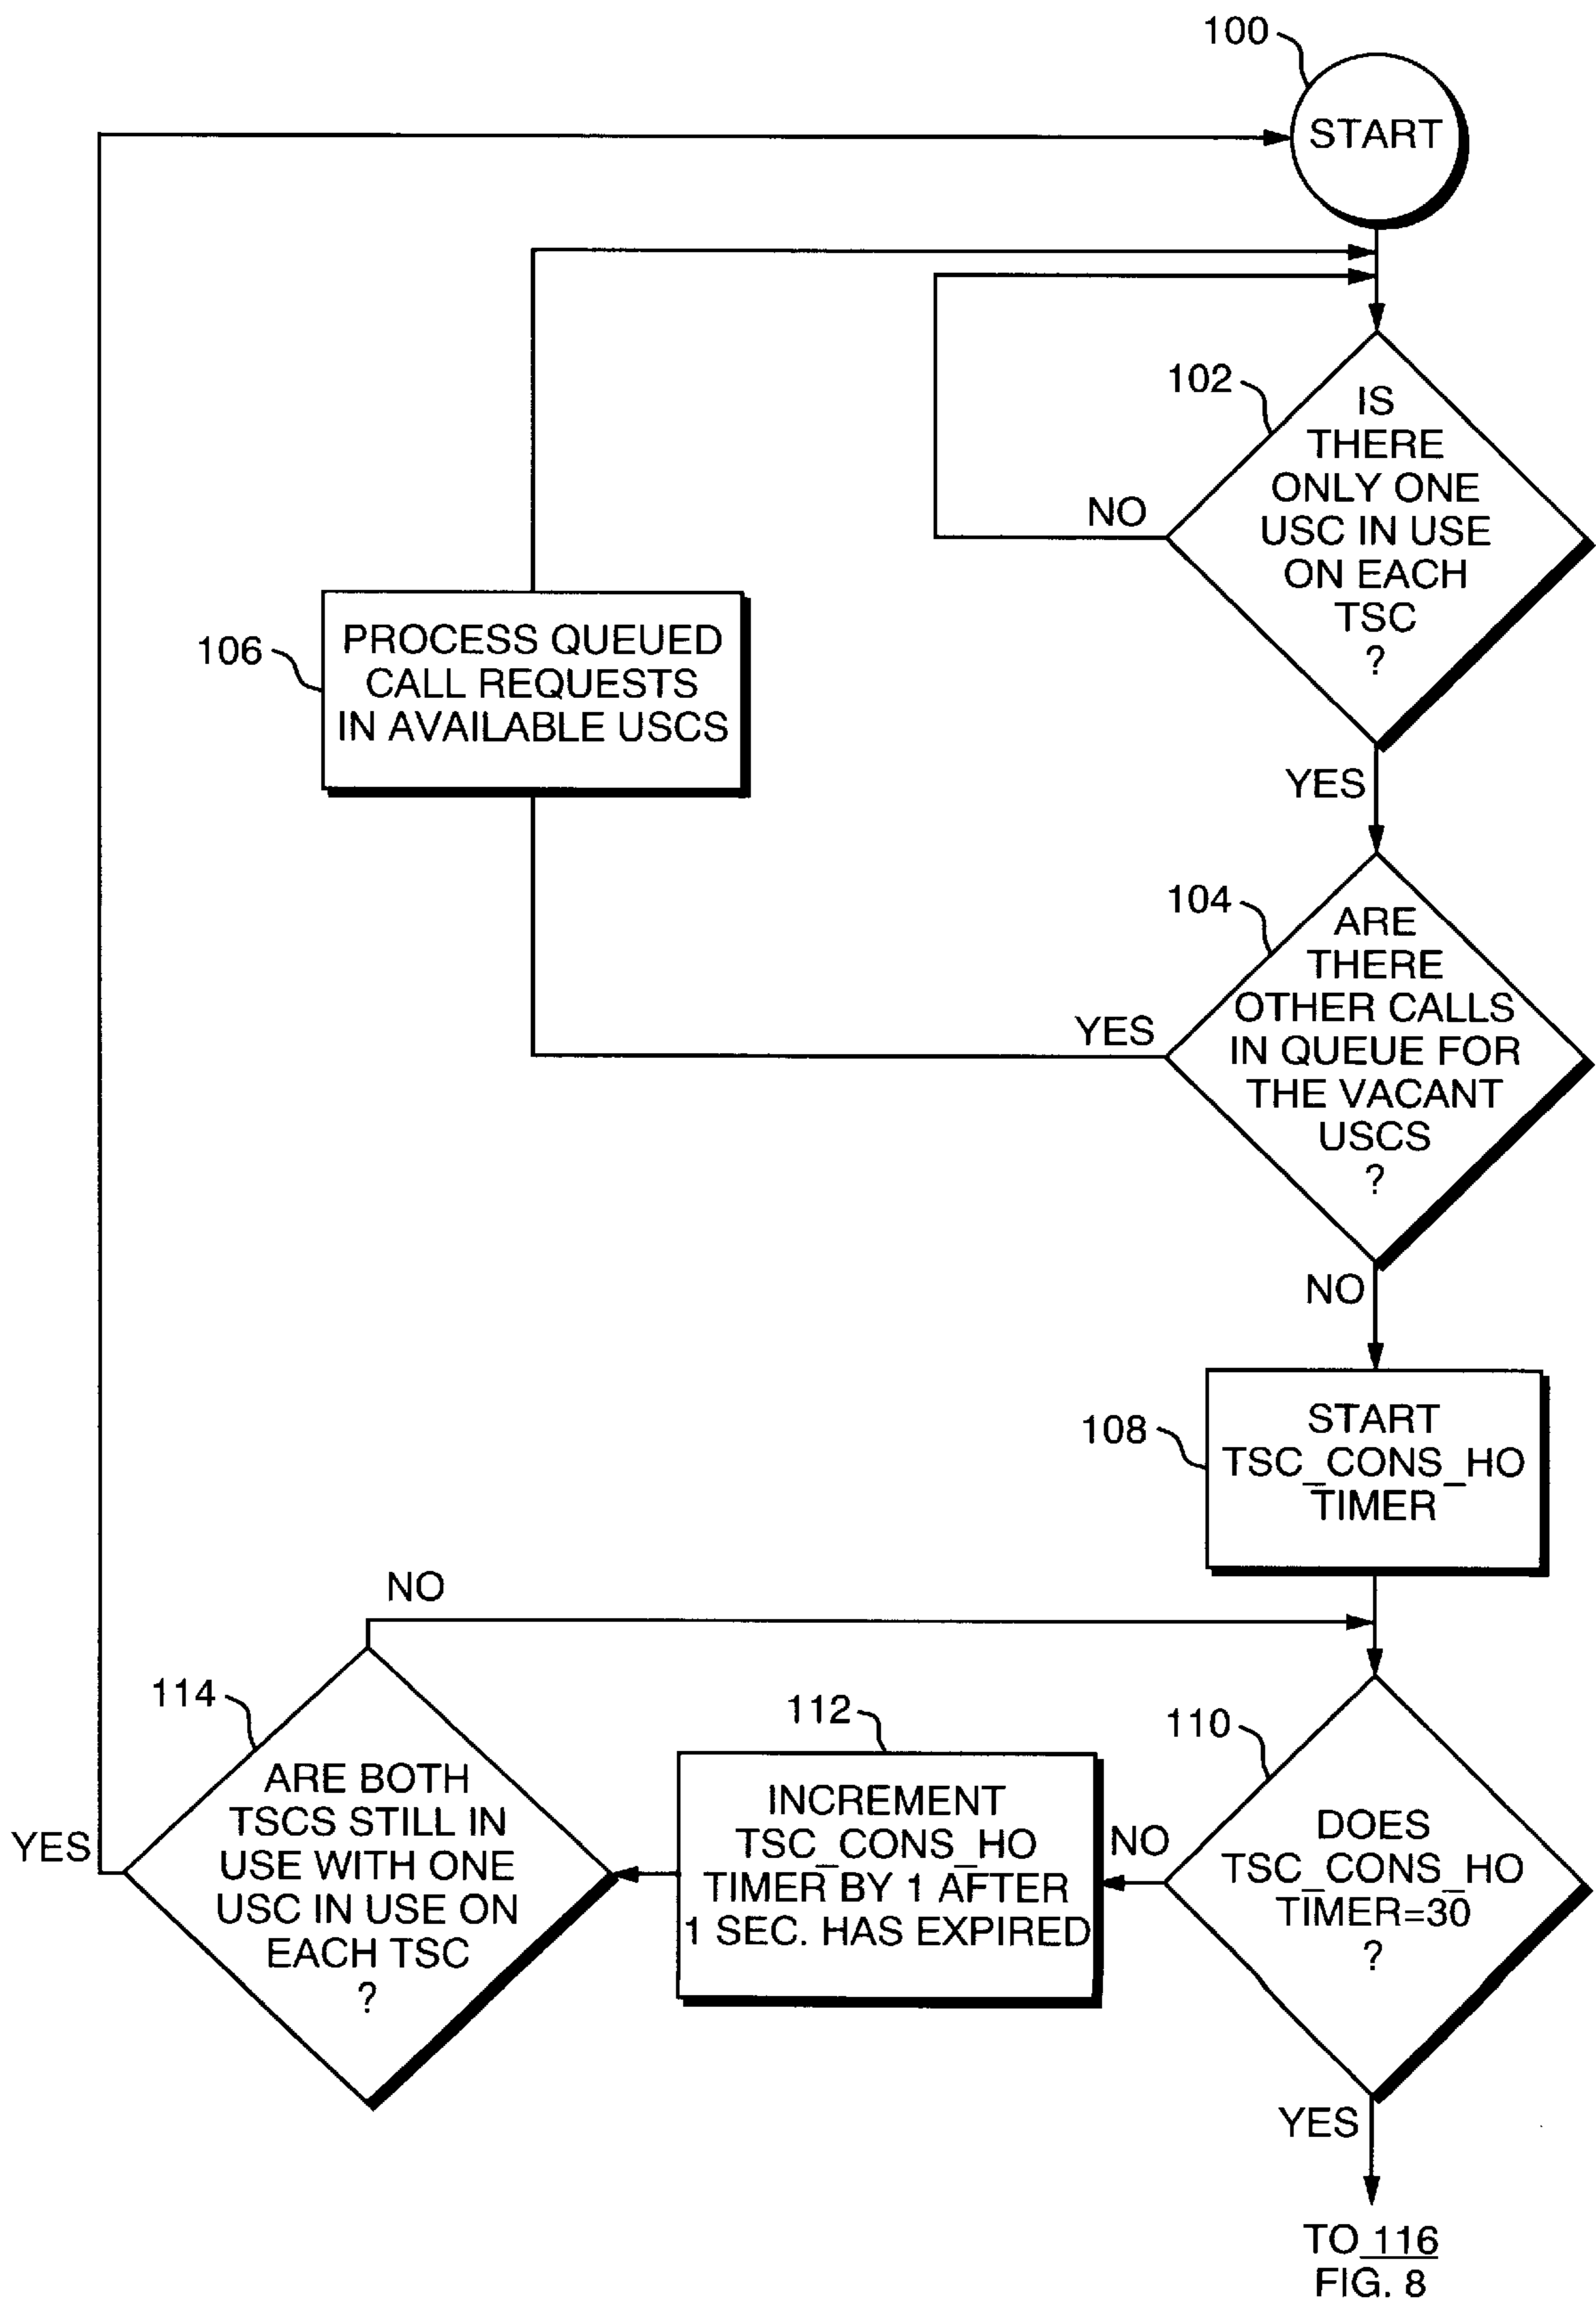 100
START
102
IS
THERE
ONLY ONE
USC IN USE
ON EACH
TSC
?
NO
YES
106
PROCESS QUEUED
CALL REQUESTS
IN AVAILABLE USCS
104
ARE
THERE
OTHER CALLS
IN QUEUE FOR
THE VACANT
USCS
?
YES
NO
108
START
TSC_CONS_HO
TIMER
NO
114
ARE BOTH
TSCS STILL IN
USE WITH ONE
USC IN USE ON
EACH TSC
?
YES
112
INCREMENT
TSC_CONS_HO
TIMER BY 1 AFTER
1 SEC. HAS EXPIRED
NO
110
DOES
TSC_CONS_HO
TIMER=30
?
YES
TO 116
FIG. 8